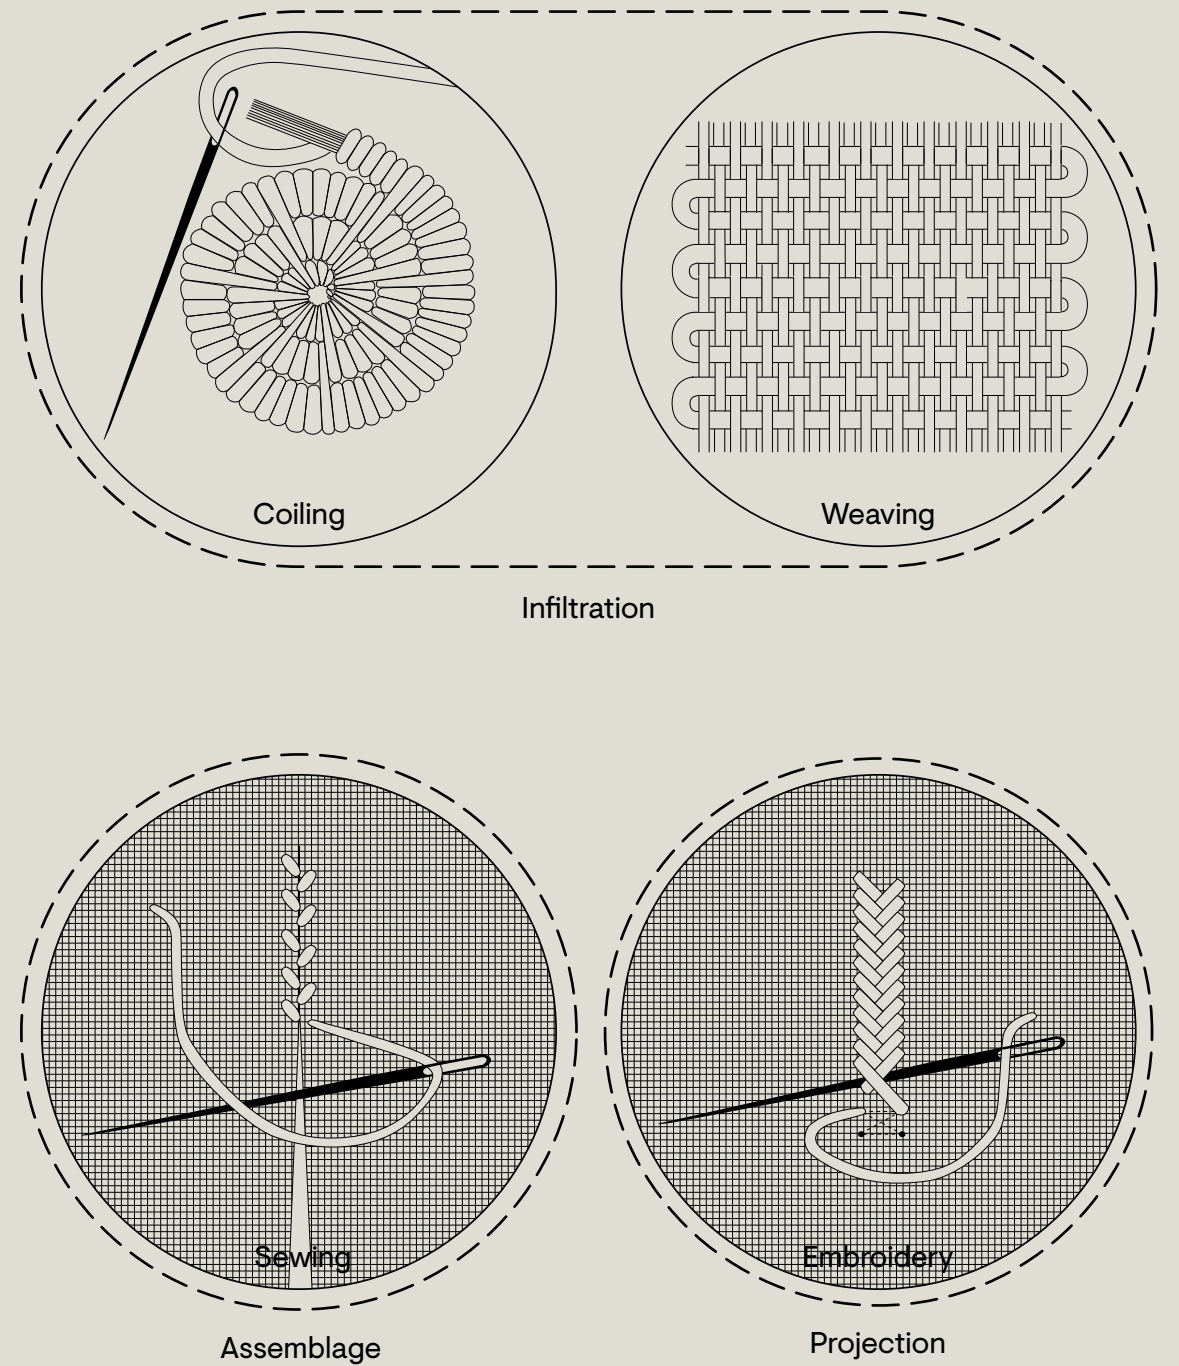 Coiling
Weaving
Infiltration
Sewing
Embroidery
Assemblage
Projection